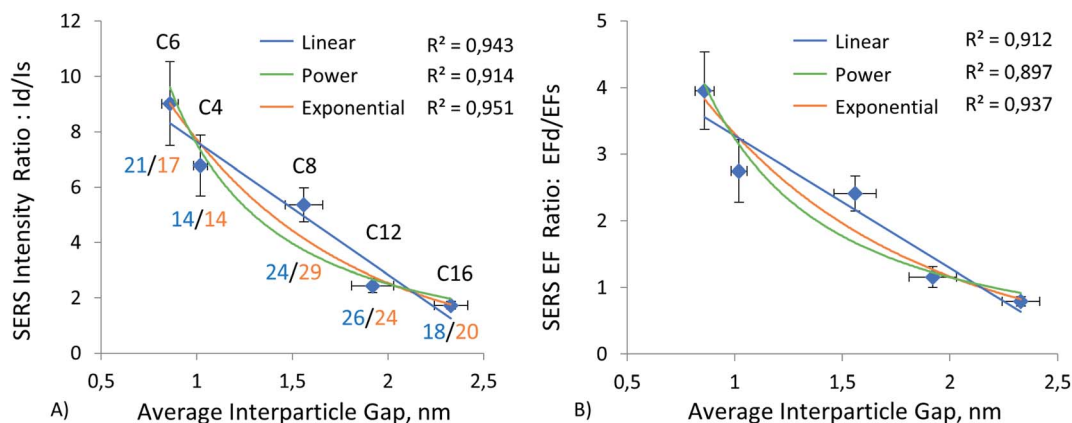 SERS Intensity Ratio : Id/Is
12
10
8
6
4
2
0
C6
C4
C8
C12
C16
Linear R² = 0,943
Power R² = 0,914
Exponential R² = 0,951
21/17
14/14
24/29
26/24
18/20
0,5 1 1,5 2 2,5
A) Average Interparticle Gap, nm
SERS EF Ratio: EFd/EFs
5
4
3
2
1
0
Linear R² = 0,912
Power R² = 0,897
Exponential R² = 0,937
0,5 1 1,5 2 2,5
B) Average Interparticle Gap, nm